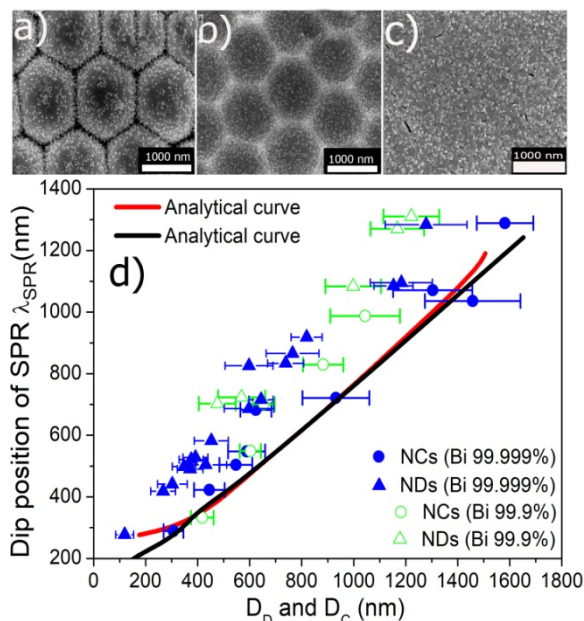 a)
b)
c)
1000 nm
1000 nm
1000 nm
1400
1200
1000
800
600
400
200
Dip position of SPR λSPR(nm)
Analytical curve
Analytical curve
d)
NCs (Bi 99.999%)
NDs (Bi 99.999%)
NCs (Bi 99.9%)
NDs (Bi 99.9%)
0 200 400 600 800 1000 1200 1400 1600 1800
DD and DC (nm)